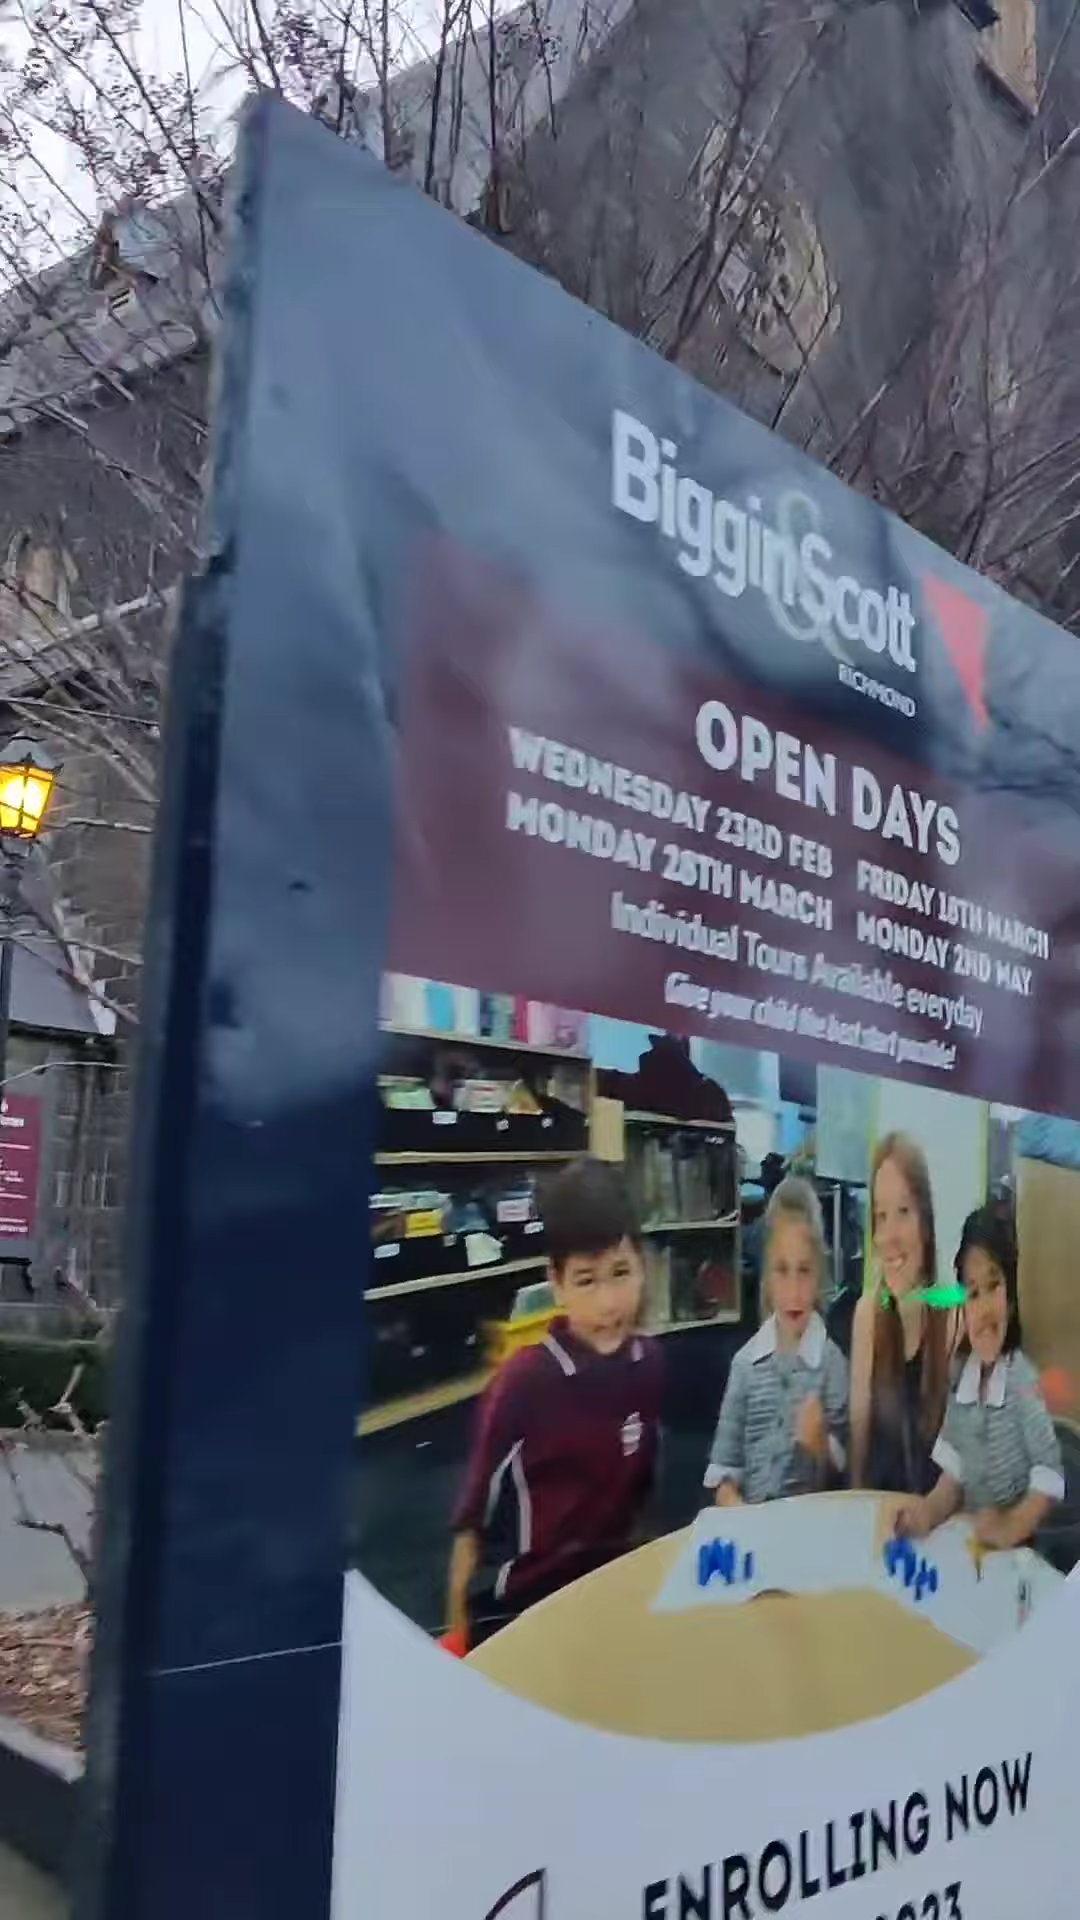 Biggin & Scott
RICHMOND
OPEN DAYS
WEDNESDAY 23RD FEB FRIDAY 18TH MARCH
MONDAY 28TH MARCH MONDAY 2ND MAY
Individual Tours Available everyday
Give your child the best start possible!
ENROLLING NOW
2023